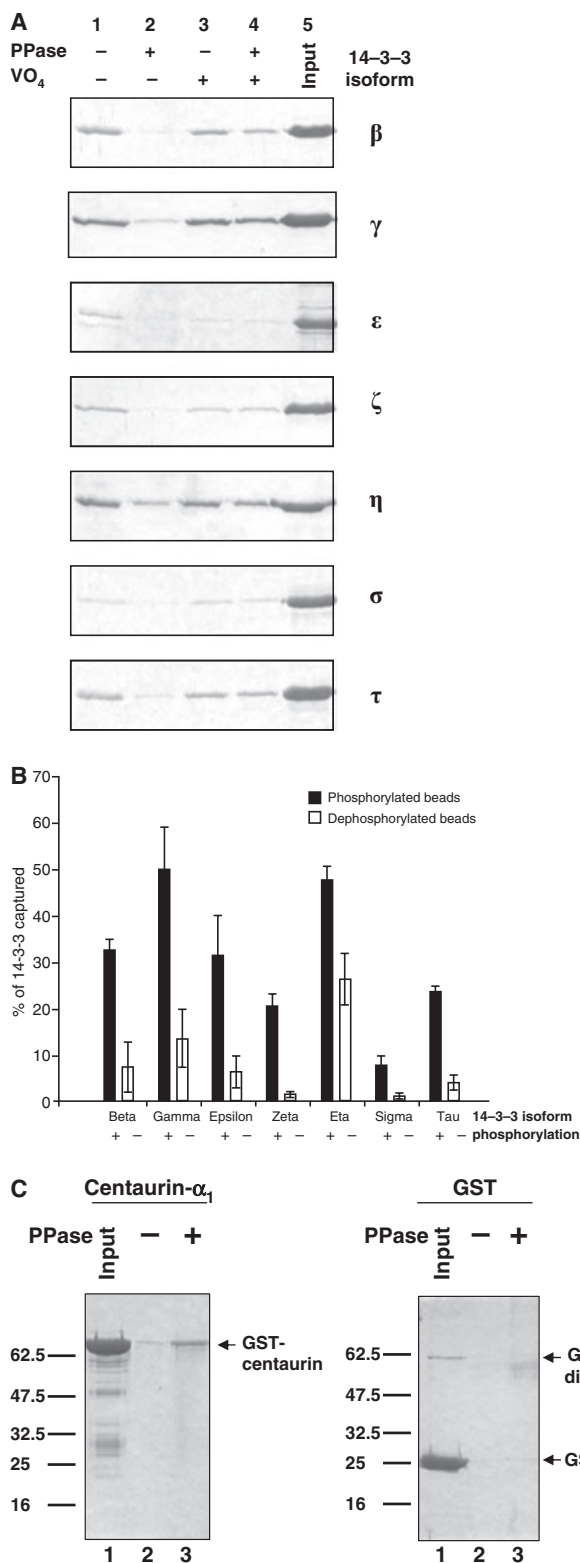 A
1 2 3 4 5
PPase – + – + Input 14–3–3
VO4 – – + + isoform
β
γ
ε
ζ
η
σ
τ
B
70
60
50
40
30
20
10
0
% of 14-3-3 captured
Phosphorylated beads
Dephosphorylated beads
Beta Gamma Epsilon Zeta Eta Sigma Tau 14–3–3 isoform
+ – + – + – + – + – + – + – phosphorylation
C
Centaurin-α1
PPase Input – +
62.5
47.5
32.5
25
16
GST-
centaurin
1 2 3
GST
PPase Input – +
62.5
47.5
32.5
25
16
G
di
GS
1 2 3